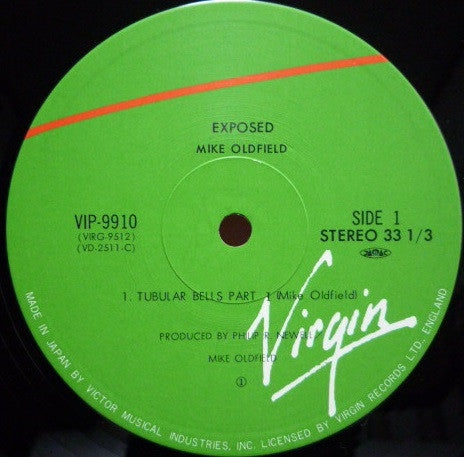 EXPOSED
MIKE OLDFIELD
VIP-9910
(VIRG-9512)
(VD-2511-C)
SIDE 1
STEREO 33 1/3
JASRAC
1. TUBULAR BELLS PART 1 (Mike Oldfield)
PRODUCED BY PHILIP R. NEWELL
MIKE OLDFIELD
Virgin
Ⓘ
MADE IN JAPAN BY VICTOR MUSICAL INDUSTRIES, INC. LICENSED BY VIRGIN RECORDS LTD., ENGLAND